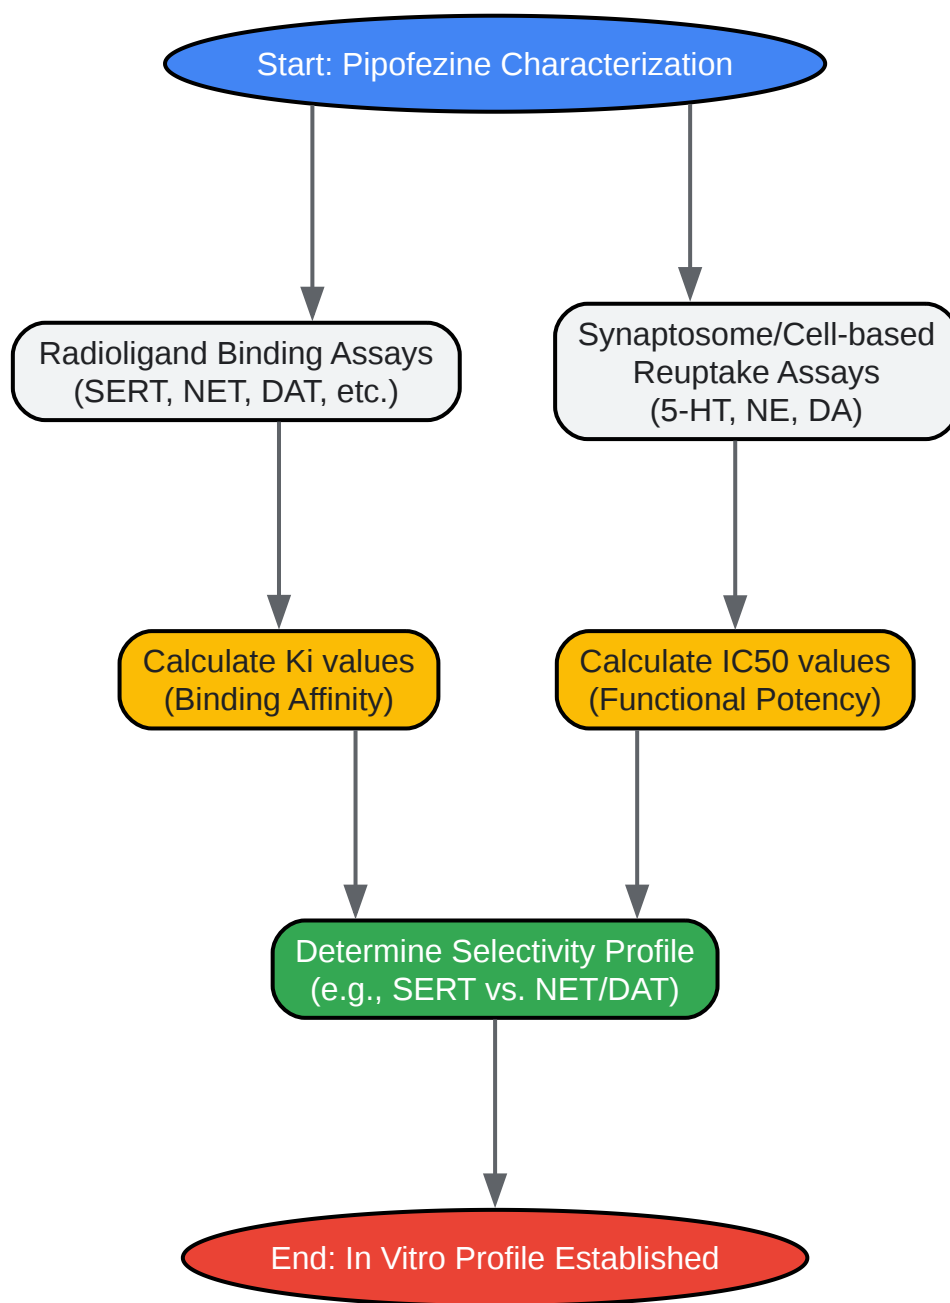 Start: Pipofezine Characterization
Radioligand Binding Assays
(SERT, NET, DAT, etc.)
Synaptosome/Cell-based
Reuptake Assays
(5-HT, NE, DA)
Calculate Ki values
(Binding Affinity)
Calculate IC50 values
(Functional Potency)
Determine Selectivity Profile
(e.g., SERT vs. NET/DAT)
End: In Vitro Profile Established